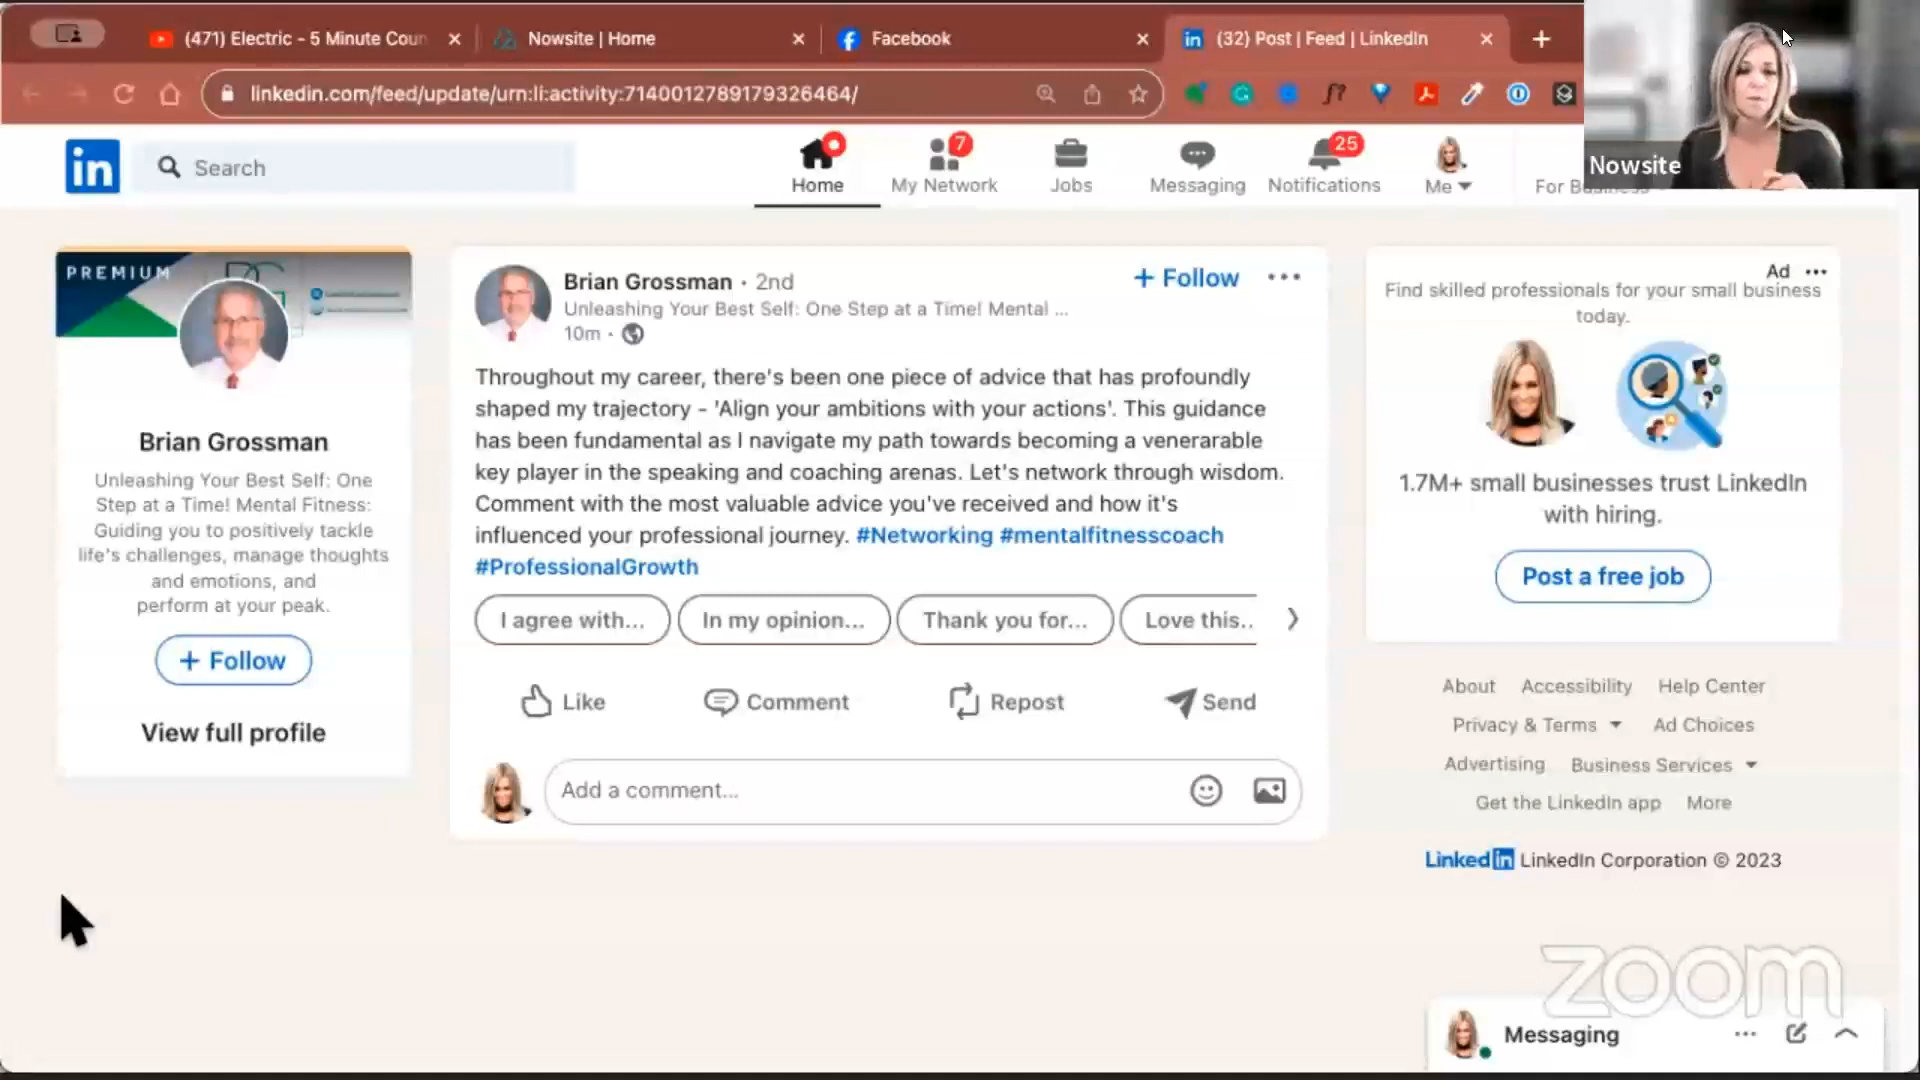 (471) Electric - 5 Minute Coun
Nowsite | Home
Facebook
(32) Post | Feed | LinkedIn
linkedin.com/feed/update/urn:li:activity:7140012789179326464/
Nowsite
in
Search
Home
7
My Network
Jobs
Messaging
25
Notifications
Me
For Business
PREMIUM
Brian Grossman
Unleashing Your Best Self: One
Step at a Time! Mental Fitness:
Guiding you to positively tackle
life's challenges, manage thoughts
and emotions, and
perform at your peak.
+ Follow
View full profile
Brian Grossman · 2nd
+ Follow
Unleashing Your Best Self: One Step at a Time! Mental ...
10m ·
Throughout my career, there's been one piece of advice that has profoundly
shaped my trajectory - 'Align your ambitions with your actions'. This guidance
has been fundamental as I navigate my path towards becoming a venerarable
key player in the speaking and coaching arenas. Let's network through wisdom.
Comment with the most valuable advice you've received and how it's
influenced your professional journey. #Networking #mentalfitnesscoach
#ProfessionalGrowth
I agree with...
In my opinion...
Thank you for...
Love this..
Like
Comment
Repost
Send
Add a comment...
Ad
Find skilled professionals for your small business
today.
1.7M+ small businesses trust LinkedIn
with hiring.
Post a free job
About Accessibility Help Center
Privacy & Terms Ad Choices
Advertising Business Services
Get the LinkedIn app More
LinkedIn LinkedIn Corporation © 2023
zoom
Messaging